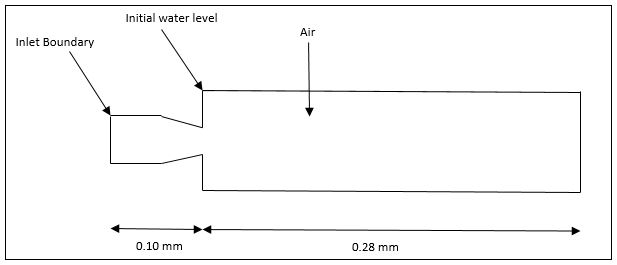 Initial water level
Inlet Boundary
Air
0.10 mm
0.28 mm